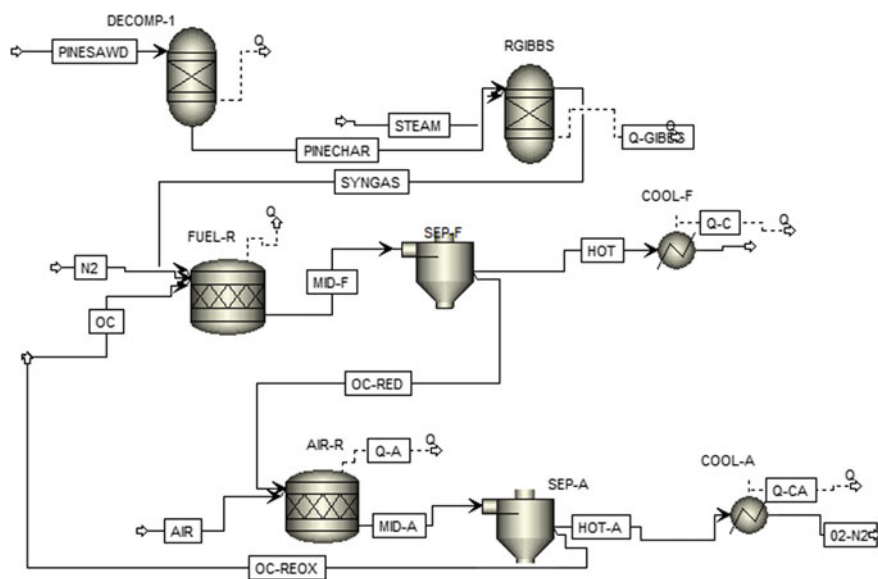 DECOMP-1
Q
RGIBBS
PINESAWD
STEAM
Q
Q-GIBBS
PINECHAR
SYNGAS
COOL-F
FUEL-R
Q
SEP-F
Q-C
Q
HOT
N2
MID-F
OC
OC-RED
AIR-R
Q-A
Q
COOL-A
Q
SEP-A
Q-CA
AIR
MID-A
HOT-A
02-N2
OC-REOX